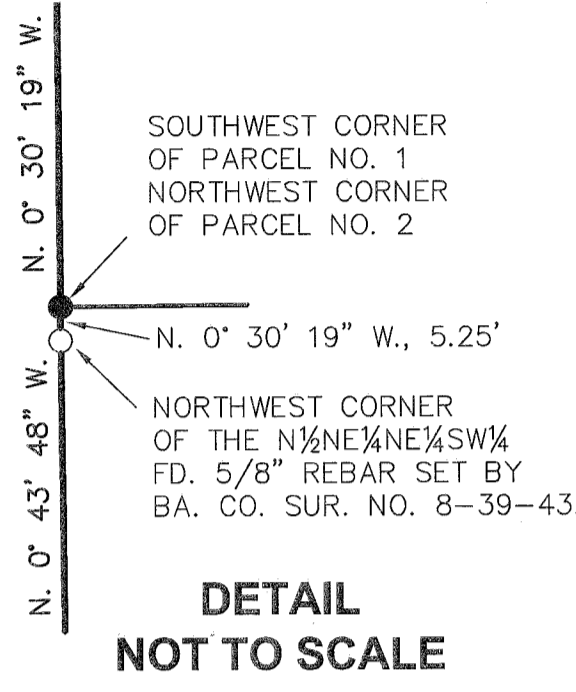 N. 0° 30' 19" W.
SOUTHWEST CORNER
OF PARCEL NO. 1
NORTHWEST CORNER
OF PARCEL NO. 2
N. 0° 30' 19" W., 5.25'
N. 0° 43' 48" W.
NORTHWEST CORNER
OF THE N½NE¼NE¼SW¼
FD. 5/8" REBAR SET BY
BA. CO. SUR. NO. 8-39-43.
DETAIL
NOT TO SCALE